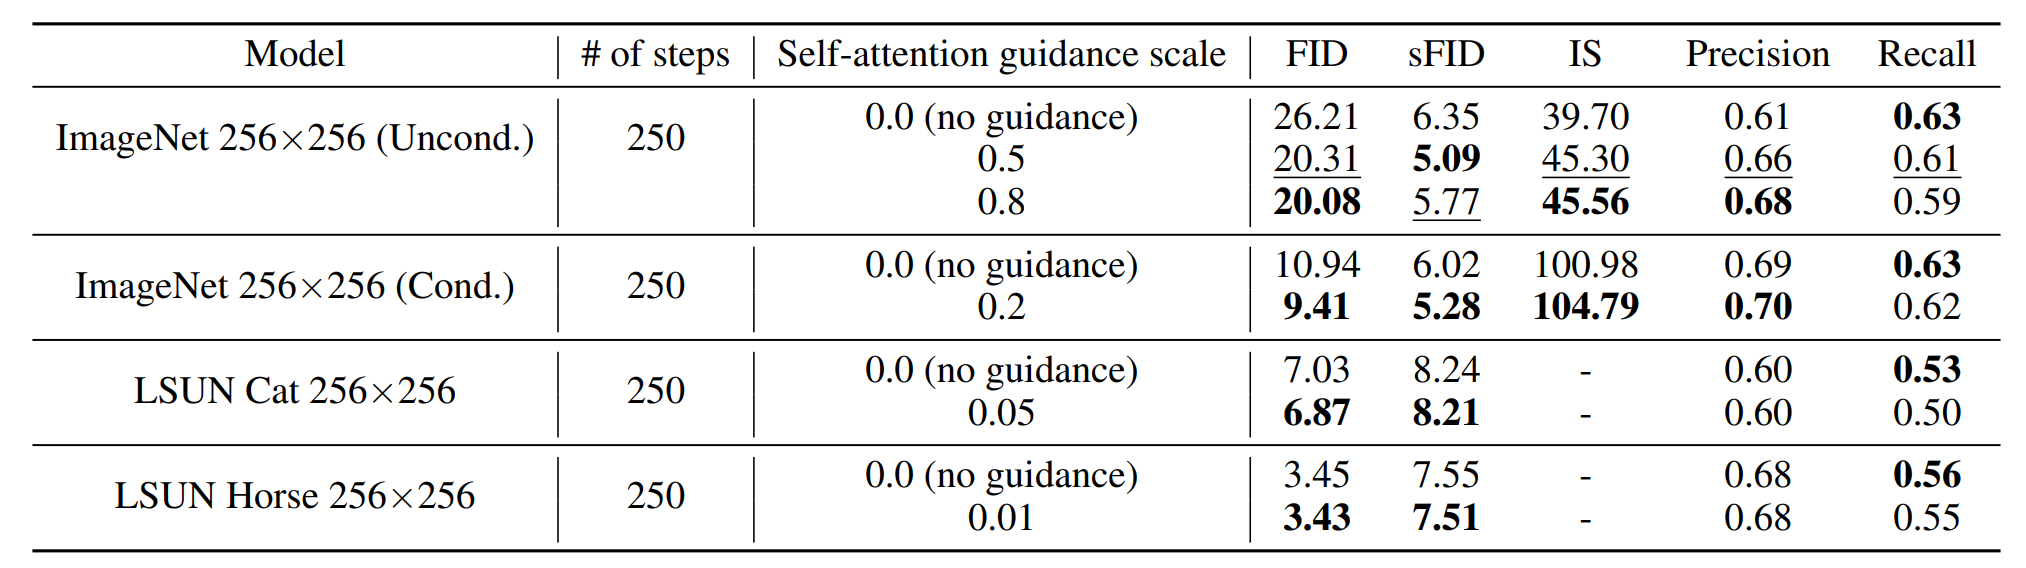 Model # of steps Self-attention guidance scale FID sFID IS Precision Recall
ImageNet 256×256 (Uncond.) 250 0.0 (no guidance) 26.21 6.35 39.70 0.61 0.63
0.5 20.31 5.09 45.30 0.66 0.61
0.8 20.08 5.77 45.56 0.68 0.59
ImageNet 256×256 (Cond.) 250 0.0 (no guidance) 10.94 6.02 100.98 0.69 0.63
0.2 9.41 5.28 104.79 0.70 0.62
LSUN Cat 256×256 250 0.0 (no guidance) 7.03 8.24 - 0.60 0.53
0.05 6.87 8.21 - 0.60 0.50
LSUN Horse 256×256 250 0.0 (no guidance) 3.45 7.55 - 0.68 0.56
0.01 3.43 7.51 - 0.68 0.55